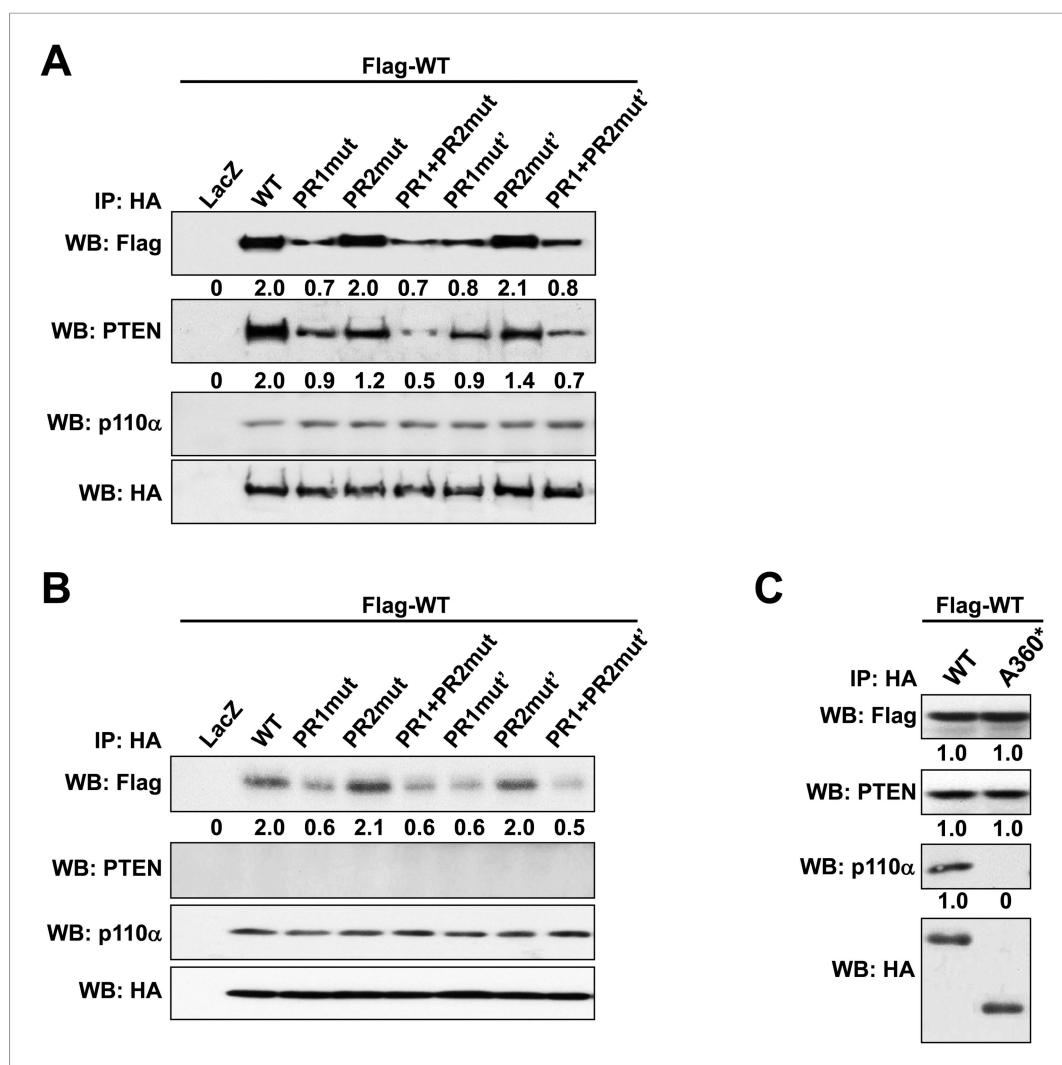 A
Flag-WT
IP: HA LacZ WT PR1mut PR2mut PR1+PR2mut PR1mut’ PR2mut’ PR1+PR2mut’
WB: Flag
0 2.0 0.7 2.0 0.7 0.8 2.1 0.8
WB: PTEN
0 2.0 0.9 1.2 0.5 0.9 1.4 0.7
WB: p110α
WB: HA
B
Flag-WT
IP: HA LacZ WT PR1mut PR2mut PR1+PR2mut PR1mut’ PR2mut’ PR1+PR2mut’
WB: Flag
0 2.0 0.6 2.1 0.6 0.6 2.0 0.5
WB: PTEN
WB: p110α
WB: HA
C
Flag-WT
IP: HA WT A360*
WB: Flag
1.0 1.0
WB: PTEN
1.0 1.0
WB: p110α
1.0 0
WB: HA